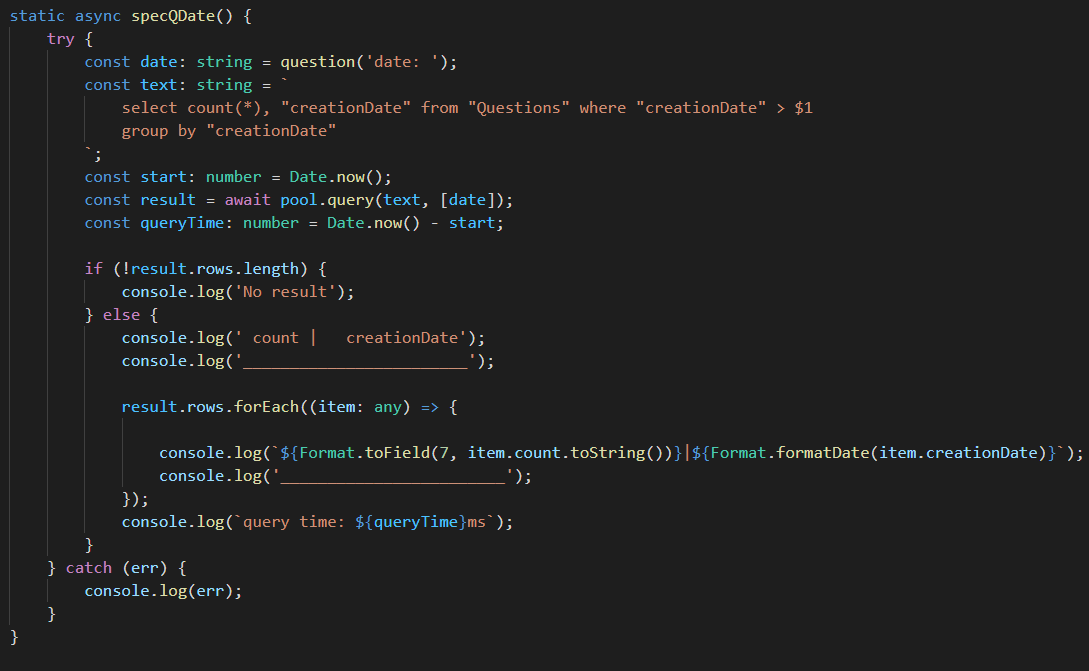 static async specQDate() {
    try {
        const date: string = question('date: ');
        const text: string = `
            select count(*), "creationDate" from "Questions" where "creationDate" > $1
            group by "creationDate"
        `;
        const start: number = Date.now();
        const result = await pool.query(text, [date]);
        const queryTime: number = Date.now() - start;

        if (!result.rows.length) {
            console.log('No result');
        } else {
            console.log(' count |   creationDate');
            console.log('________________________');

            result.rows.forEach((item: any) => {

                console.log(`${Format.toField(7, item.count.toString())}|${Format.formatDate(item.creationDate)}`);
                console.log('________________________');
            });
            console.log(`query time: ${queryTime}ms`);
        }
    } catch (err) {
        console.log(err);
    }
}